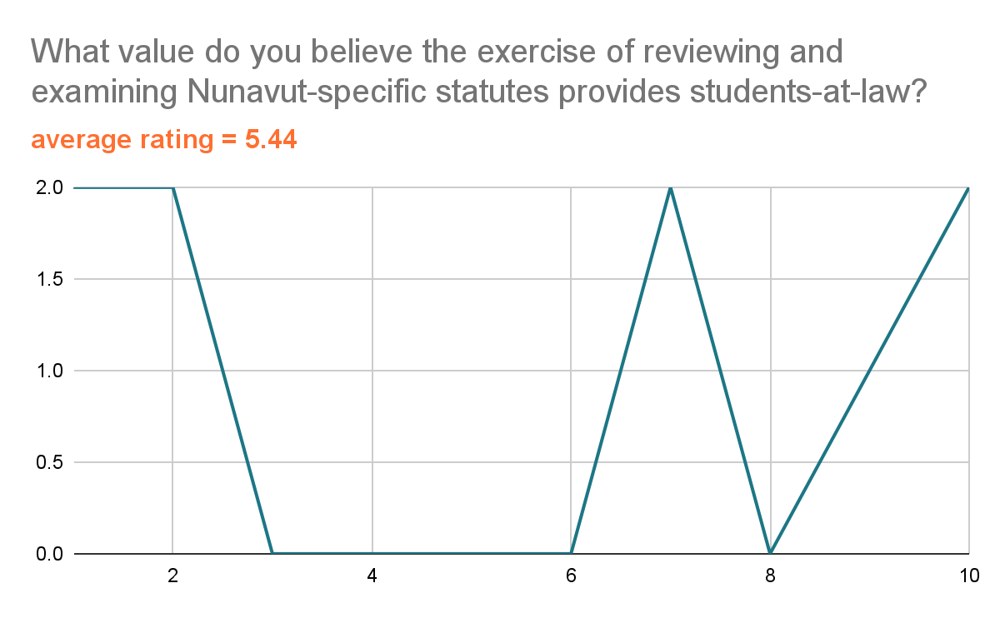 What value do you believe the exercise of reviewing and
examining Nunavut-specific statutes provides students-at-law?
average rating = 5.44
2.0
1.5
1.0
0.5
0.0
2 4 6 8 10